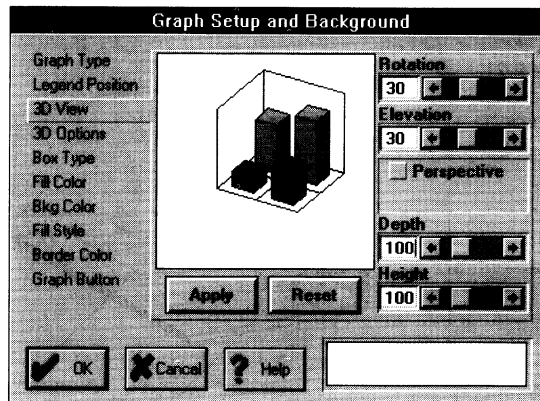 Graph Setup and Background
Graph Type
Legend Position
3D View
3D Options
Box Type
Fill Color
Bkg Color
Fill Style
Border Color
Graph Button
Rotation
30
Elevation
30
Perspective
Depth
100
Height
100
Apply
Reset
OK
Cancel
? Help